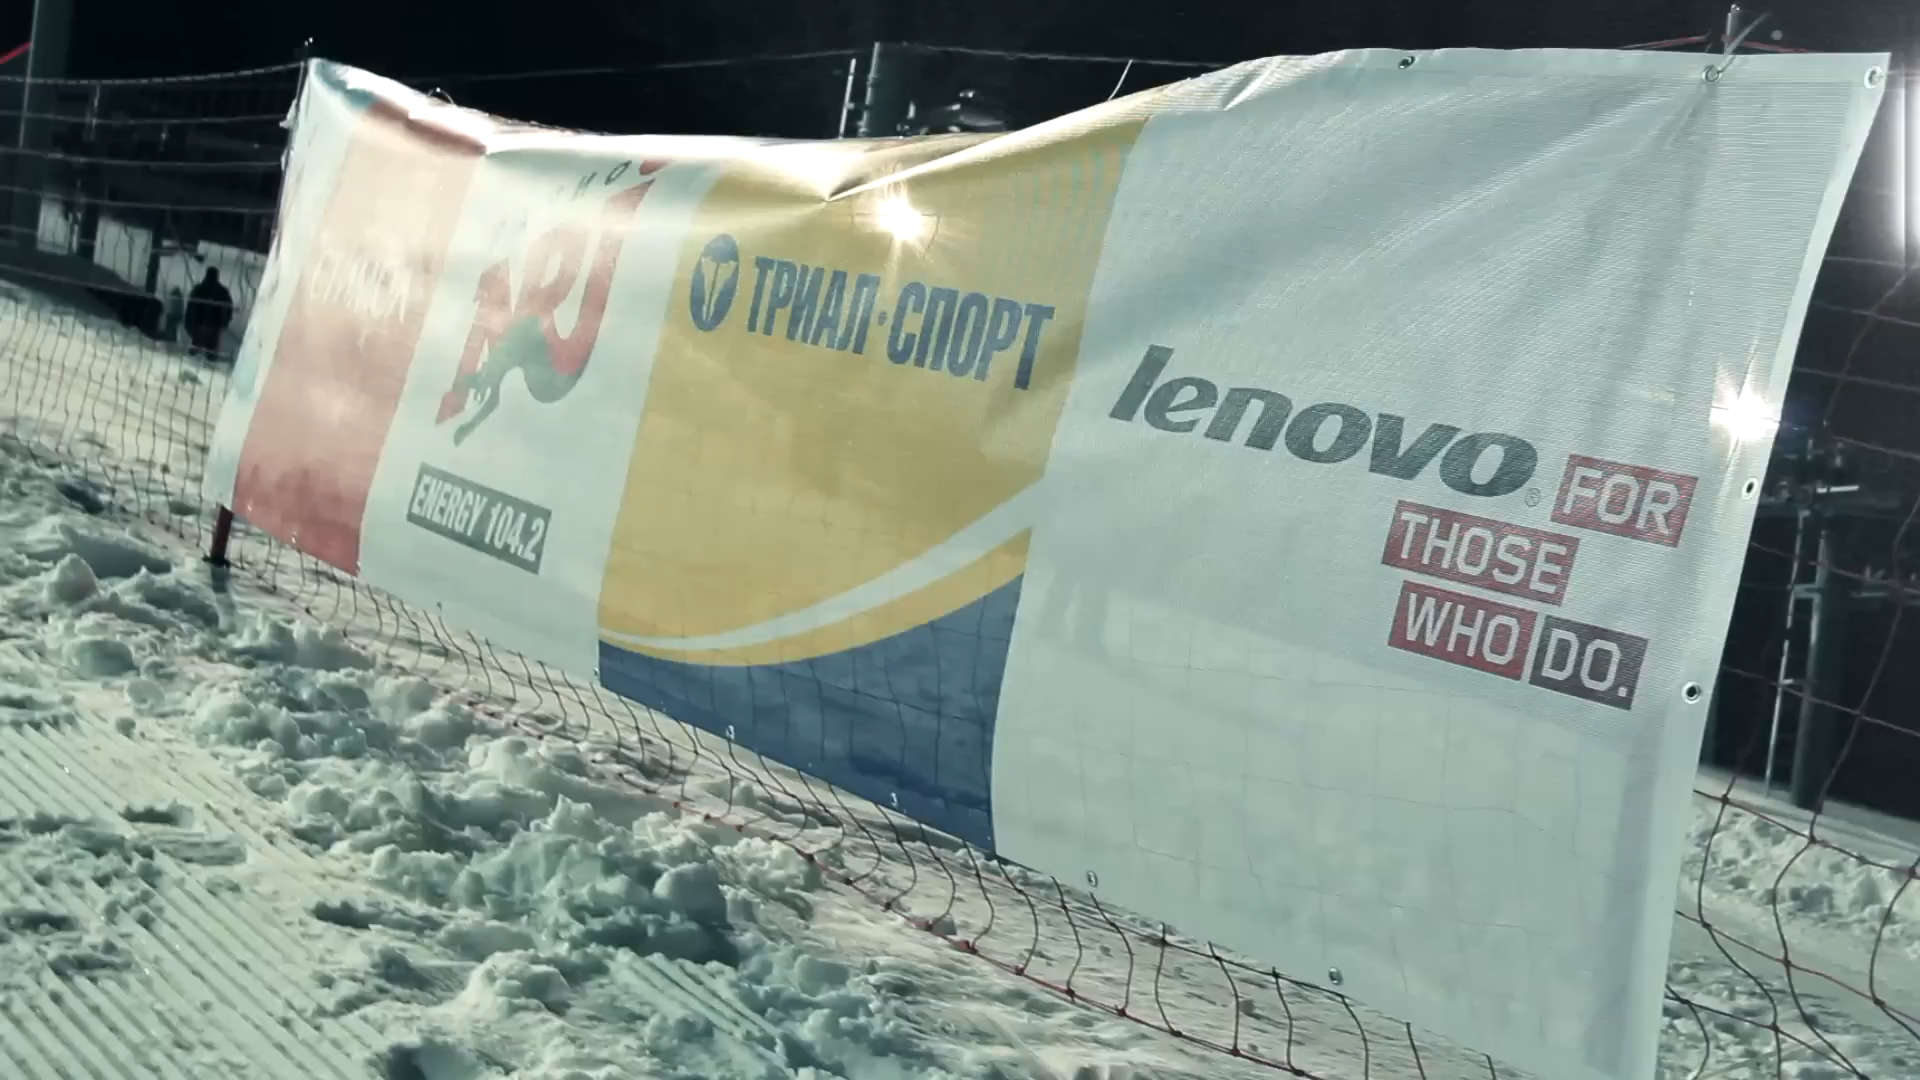 NRJ
ENERGY 104.2
ТРИАЛ·СПОРТ
lenovo® FOR
THOSE
WHO DO.